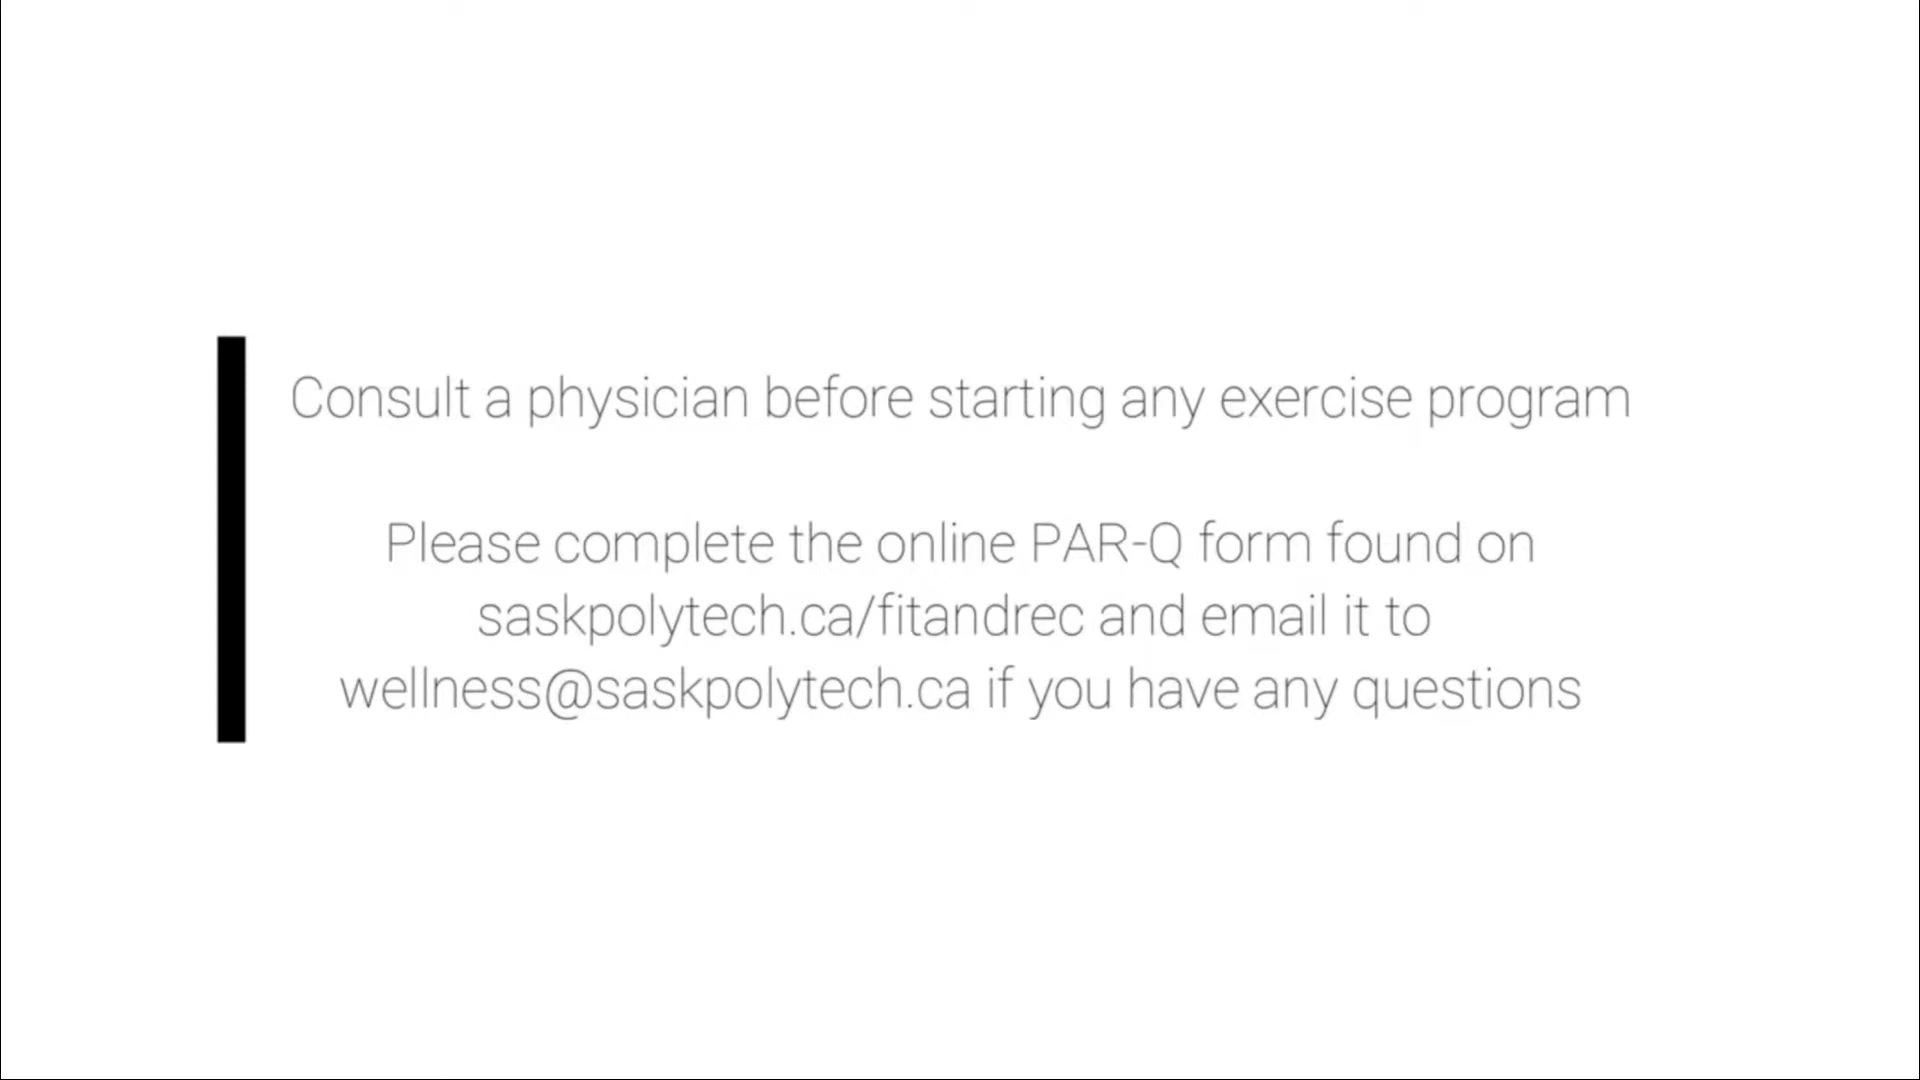 Consult a physician before starting any exercise program
Please complete the online PAR-Q form found on
saskpolytech.ca/fitandrec and email it to
wellness@saskpolytech.ca if you have any questions